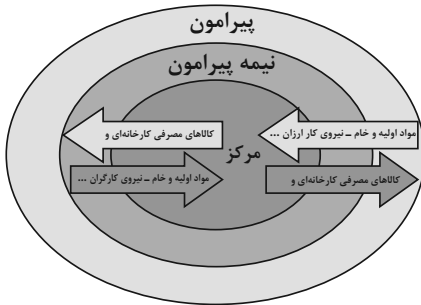 پیرامون
نیمه پیرامون
مواد اولیه و خام ـ نیروی کار ارزان ...
کالاهای مصرفی کارخانه‌ای و
مرکز
کالاهای مصرفی کارخانه‌ای و
مواد اولیه و خام ـ نیروی کارگران ...